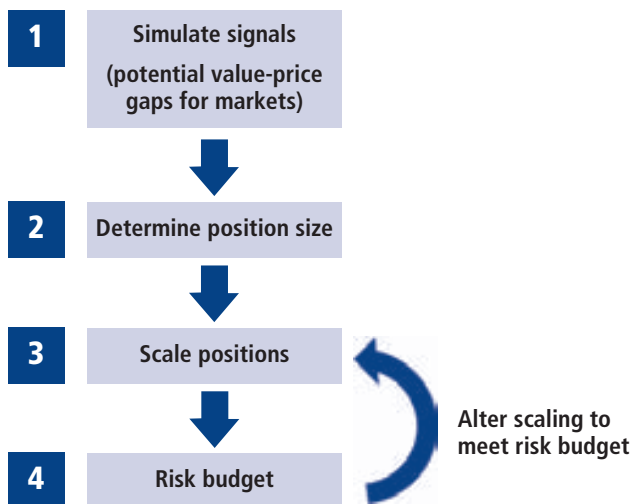 1
Simulate signals
(potential value-price
gaps for markets)
2
Determine position size
3
Scale positions
Alter scaling to
meet risk budget
4
Risk budget